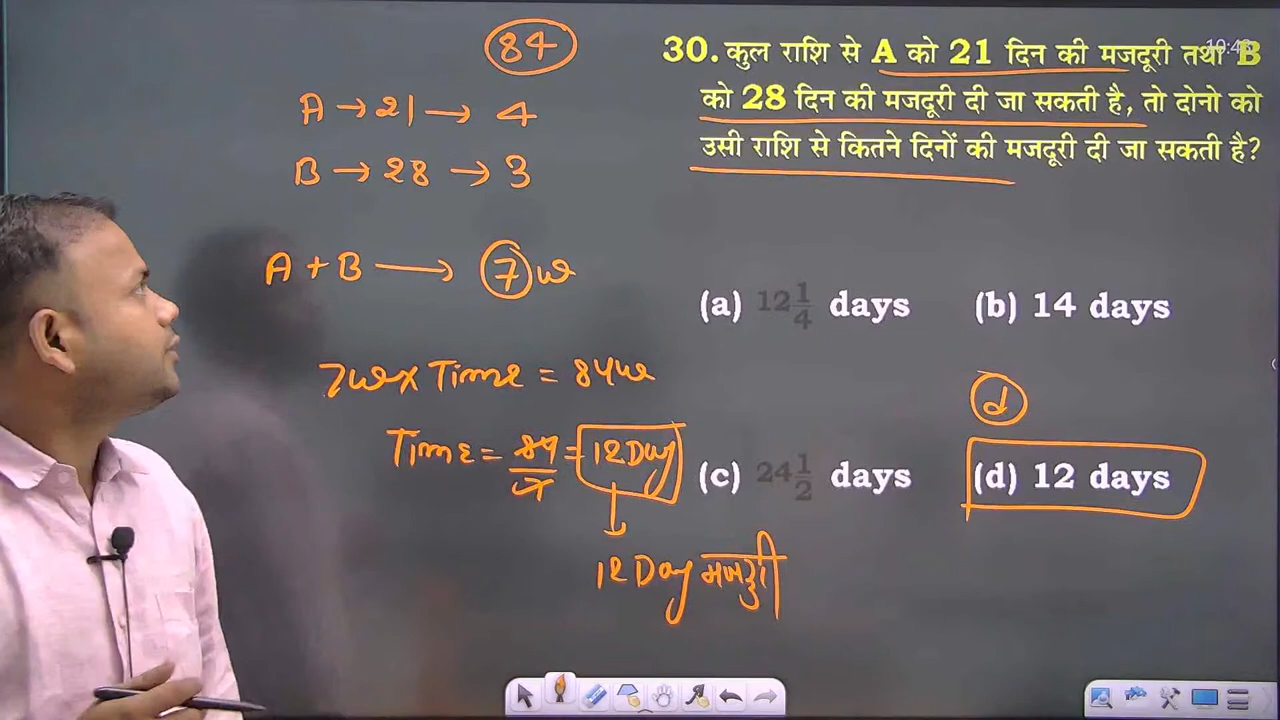 84
30. कुल राशि से A को 21 दिन की मजदूरी तथा B
को 28 दिन की मजदूरी दी जा सकती है, तो दोनो को
उसी राशि से कितने दिनों की मजदूरी दी जा सकती है?
A → 21 → 4
B → 28 → 3
A + B → 7 w
7w x Time = 84w
Time = 84/7 = 12 Day
12 Day मजदुरी
(a) 12 1/4 days
(b) 14 days
(c) 24 1/2 days
d
(d) 12 days